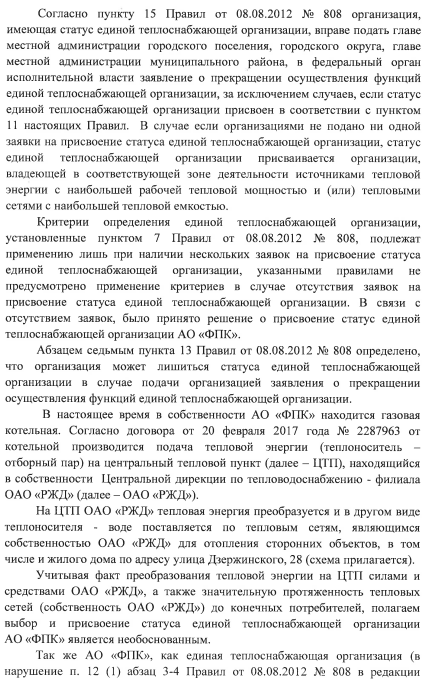 Согласно пункту 15 Правил от 08.08.2012 № 808 организация,
имеющая статус единой теплоснабжающей организации, вправе подать главе
местной администрации городского поселения, городского округа, главе
местной администрации муниципального района, в федеральный орган
исполнительной власти заявление о прекращении осуществления функций
единой теплоснабжающей организации, за исключением случаев, если статус
единой теплоснабжающей организации присвоен в соответствии с пунктом
11 настоящих Правил. В случае если организациями не подано ни одной
заявки на присвоение статуса единой теплоснабжающей организации, статус
единой теплоснабжающей организации присваивается организации,
владеющей в соответствующей зоне деятельности источниками тепловой
энергии с наибольшей рабочей тепловой мощностью и (или) тепловыми
сетями с наибольшей тепловой емкостью.
Критерии определения единой теплоснабжающей организации,
установленные пунктом 7 Правил от 08.08.2012 № 808, подлежат
применению лишь при наличии нескольких заявок на присвоение статуса
единой теплоснабжающей организации, указанными правилами не
предусмотрено применение критериев в случае отсутствия заявок на
присвоение статуса единой теплоснабжающей организации. В связи с
отсутствием заявок, было принято решение о присвоение статус единой
теплоснабжающей организации АО «ФПК».
Абзацем седьмым пункта 13 Правил от 08.08.2012 № 808 определено,
что организация может лишиться статуса единой теплоснабжающей
организации в случае подачи организацией заявления о прекращении
осуществления функций единой теплоснабжающей организации.
В настоящее время в собственности АО «ФПК» находится газовая
котельная. Согласно договора от 20 февраля 2017 года № 2287963 от
котельной производится подача тепловой энергии (теплоноситель –
отборный пар) на центральный тепловой пункт (далее – ЦТП), находящийся
в собственности Центральной дирекции по тепловодоснабжению - филиала
ОАО «РЖД» (далее – ОАО «РЖД»).
На ЦТП ОАО «РЖД» тепловая энергия преобразуется и в другом виде
теплоносителя - воде поставляется по тепловым сетям, являющимся
собственностью ОАО «РЖД» для отопления сторонних объектов, в том
числе и жилого дома по адресу улица Дзержинского, 28 (схема прилагается).
Учитывая факт преобразования тепловой энергии на ЦТП силами и
средствами ОАО «РЖД», а также значительную протяженность тепловых
сетей (собственность ОАО «РЖД») до конечных потребителей, полагаем
выбор и присвоение статуса единой теплоснабжающей организации
АО «ФПК» является необоснованным.
Так же АО «ФПК», как единая теплоснабжающая организация (в
нарушение п. 12 (1) абзац 3-4 Правил от 08.08.2012 № 808 в редакции